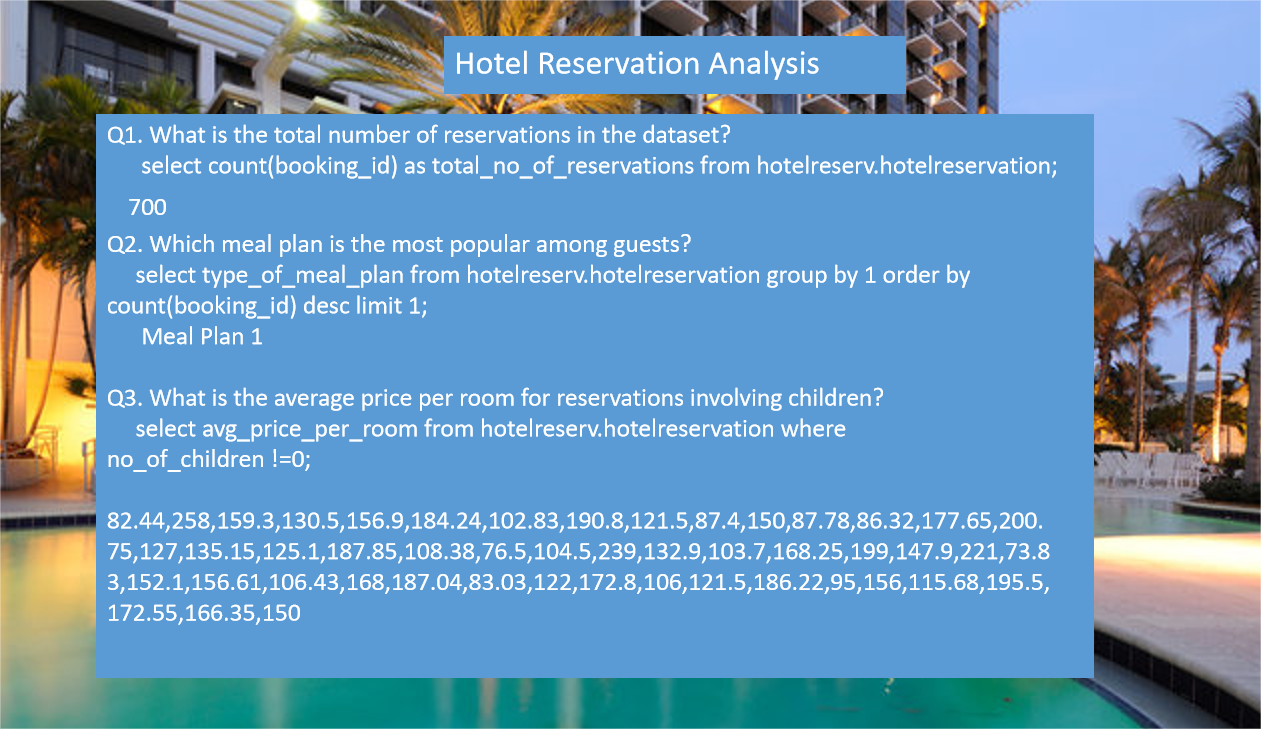 Hotel Reservation Analysis
Q1. What is the total number of reservations in the dataset?
select count(booking_id) as total_no_of_reservations from hotelreserv.hotelreservation;
700
Q2. Which meal plan is the most popular among guests?
select type_of_meal_plan from hotelreserv.hotelreservation group by 1 order by
count(booking_id) desc limit 1;
Meal Plan 1
Q3. What is the average price per room for reservations involving children?
select avg_price_per_room from hotelreserv.hotelreservation where
no_of_children !=0;
82.44,258,159.3,130.5,156.9,184.24,102.83,190.8,121.5,87.4,150,87.78,86.32,177.65,200.
75,127,135.15,125.1,187.85,108.38,76.5,104.5,239,132.9,103.7,168.25,199,147.9,221,73.8
3,152.1,156.61,106.43,168,187.04,83.03,122,172.8,106,121.5,186.22,95,156,115.68,195.5,
172.55,166.35,150